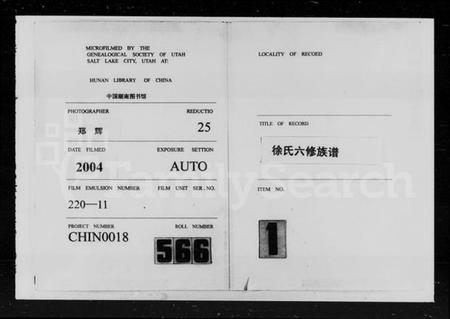 MICROFILMED BY THE
GENEALOGICAL SOCIETY OF UTAH
SALT LAKE CITY, UTAH AT:
HUNAN LIBRARY OF CHINA
中国湖南图书馆
PHOTOGRAPHER REDUCTIO
郑 辉 25
DATE FILMED EXPOSURE SETTION
2004 AUTO
FILM EMULSION NUMBER FILM UNIT SER. NO.
220—11
PROJECT NUMBER ROLL NUMBER
CHIN0018 566
LOCALITY OF RECOED
TITLE OF RECORD
徐氏六修族谱
ITEM NO.
1
FamilySearch